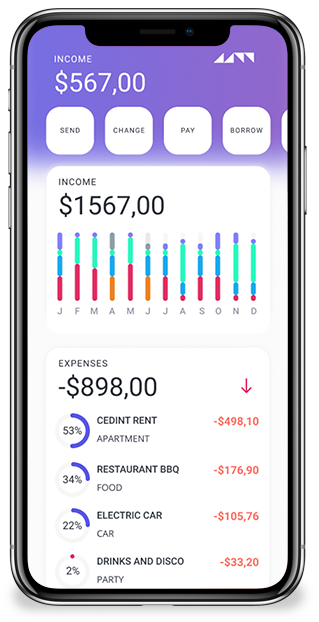 INCOME
$567,00
SEND
CHANGE
PAY
BORROW
INCOME
$1567,00
J F M A M J J A S O N D
EXPENSES
-$898,00
53%
CEDINT RENT
-$498,10
APARTMENT
34%
RESTAURANT BBQ
-$176,90
FOOD
22%
ELECTRIC CAR
-$105,76
CAR
2%
DRINKS AND DISCO
-$33,20
PARTY